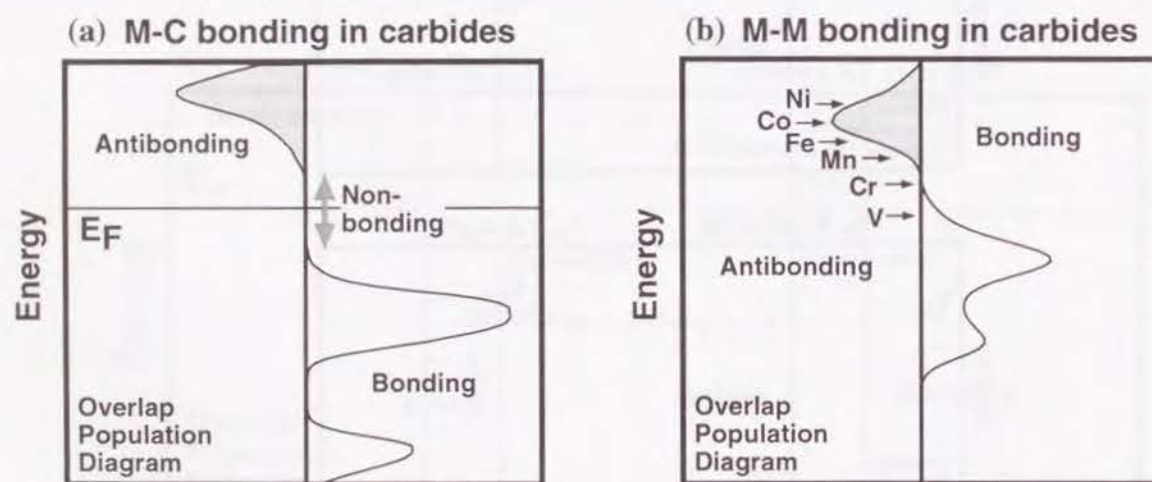 (a) M-C bonding in carbides
Antibonding
Non-
bonding
EF
Energy
Bonding
Overlap
Population
Diagram
(b) M-M bonding in carbides
Ni
Co
Fe
Mn
Cr
V
Bonding
Antibonding
Energy
Overlap
Population
Diagram